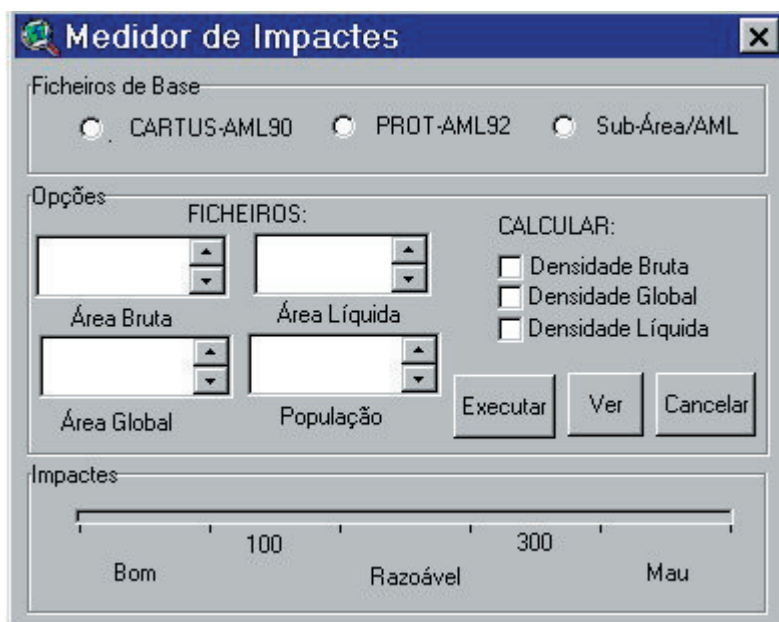 Medidor de Impactes
Ficheiros de Base
CARTUS-AML90 PROT-AML92 Sub-Área/AML
Opções
FICHEIROS:
Área Bruta Área Líquida
Área Global População
CALCULAR:
Densidade Bruta
Densidade Global
Densidade Líquida
Executar Ver Cancelar
Impactes
100 300
Bom Razoável Mau